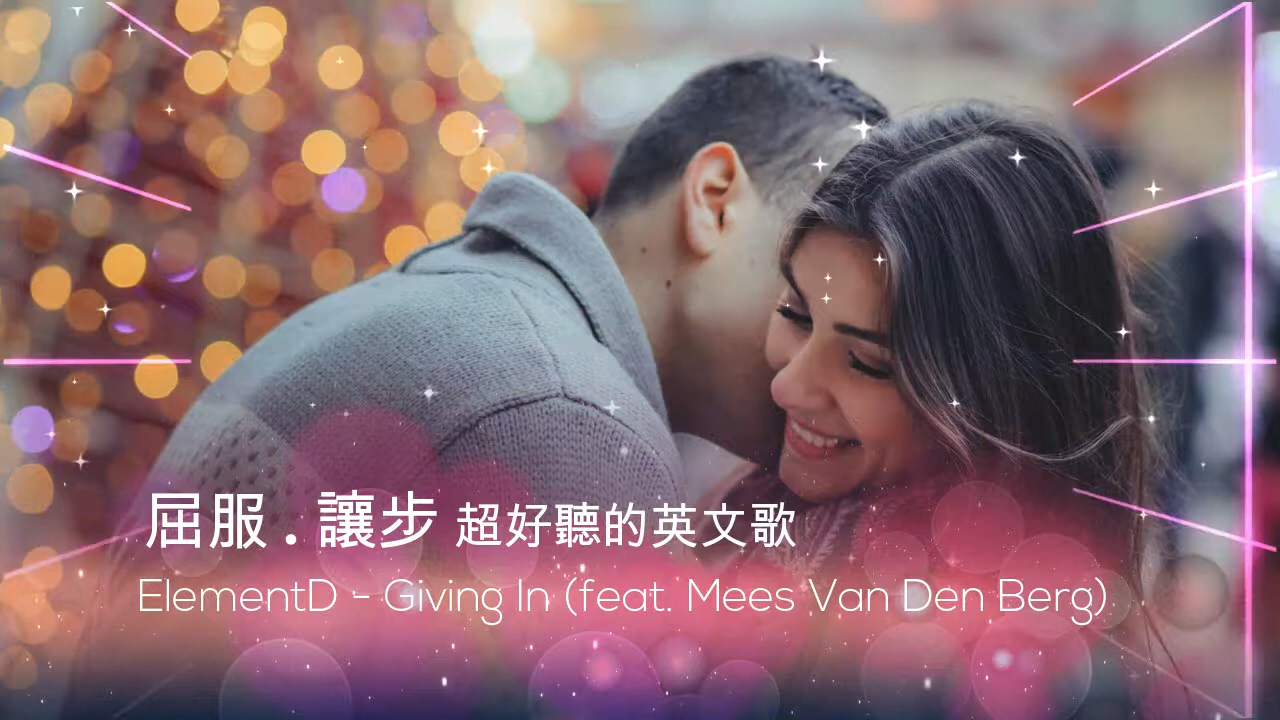 屈服 . 讓步 超好聽的英文歌
ElementD - Giving In (feat. Mees Van Den Berg)